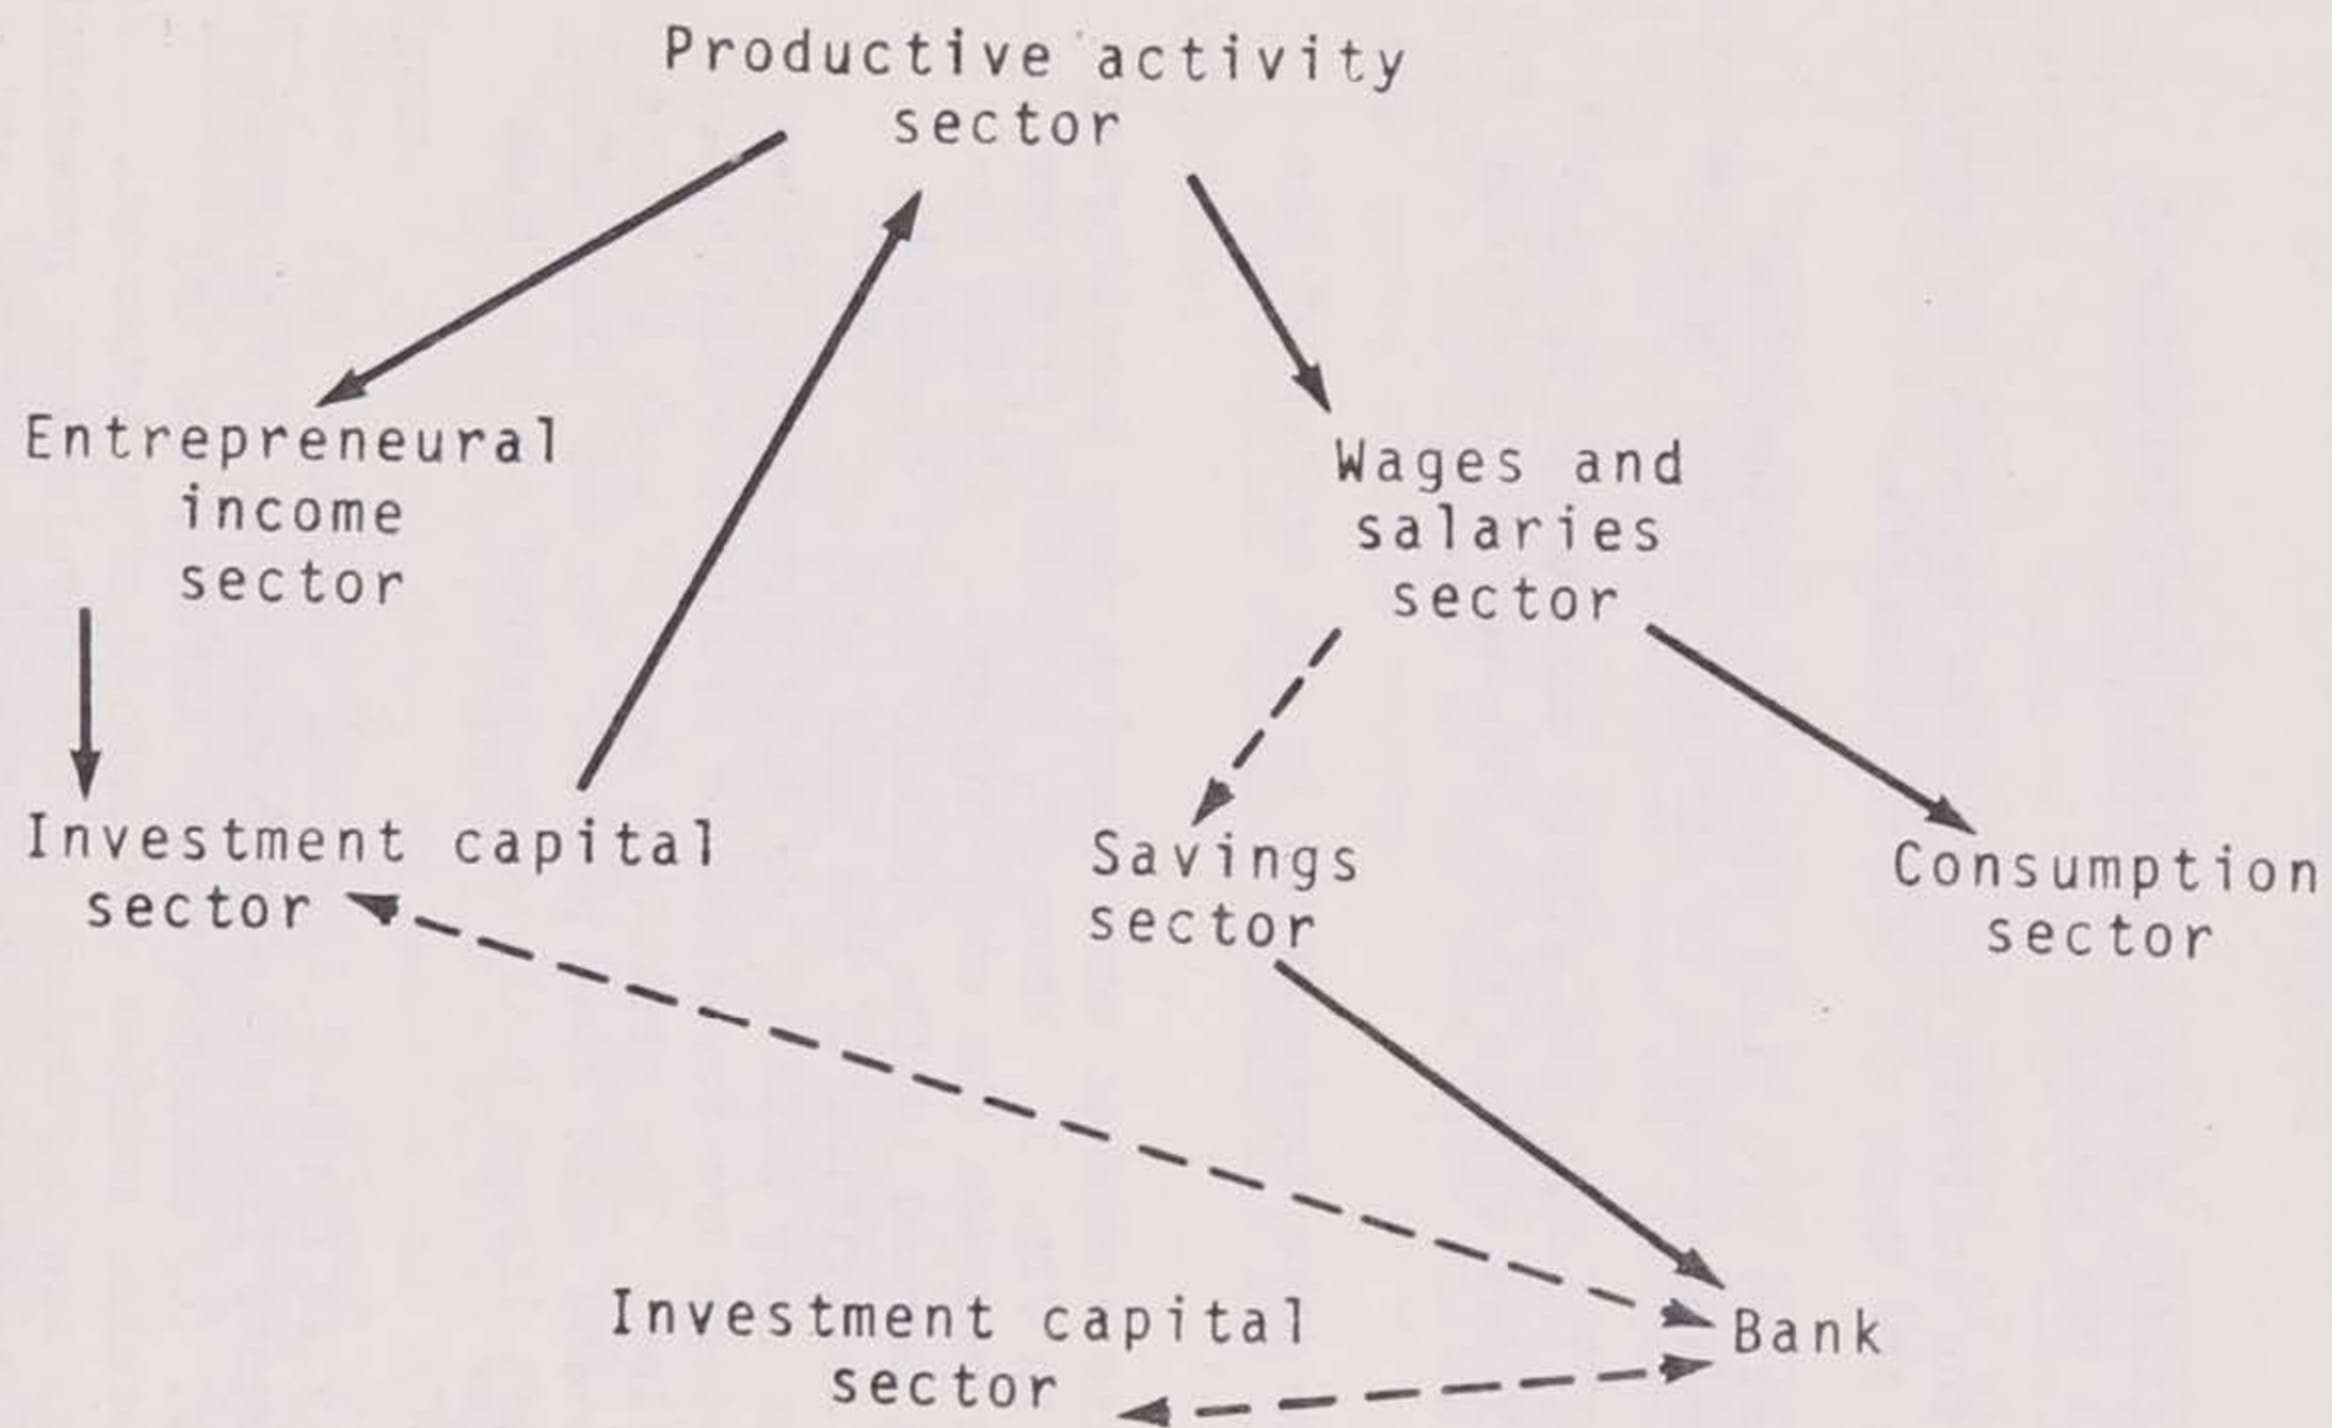 Productive activity
sector
Entrepreneural
income
sector
Wages and
salaries
sector
Investment capital
sector
Savings
sector
Consumption
sector
Investment capital
sector
Bank